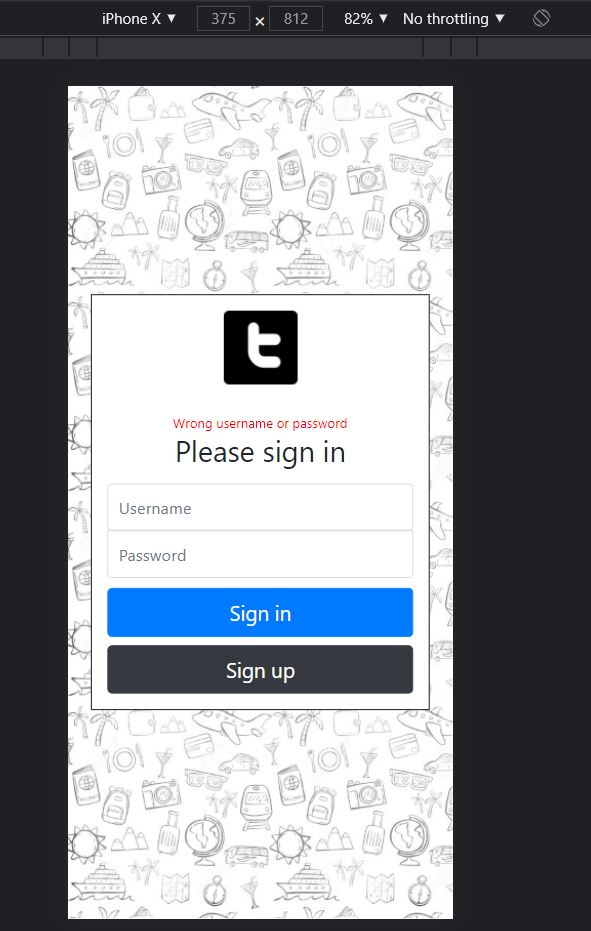 iPhone X ▼ 375 × 812 82% ▼ No throttling ▼
t
Wrong username or password
Please sign in
Username
Password
Sign in
Sign up